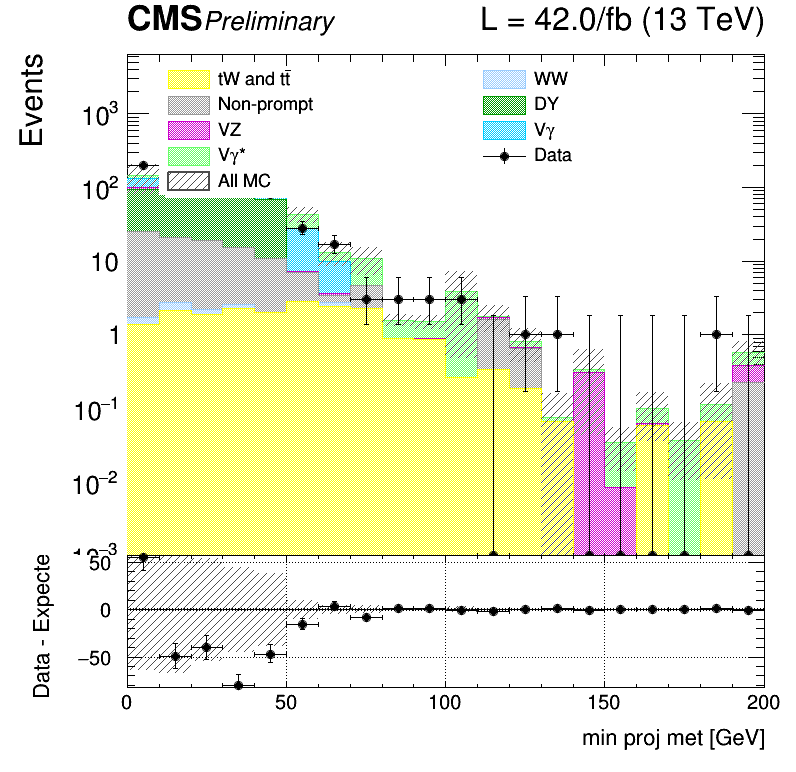 CMS Preliminary L = 42.0/fb (13 TeV)
Events
tW and tt̄
Non-prompt
VZ
Vγ*
All MC
WW
DY
Vγ
Data
10³
10²
10
1
10⁻¹
10⁻²
10⁻³
Data - Expecte
50
0
−50
0 50 100 150 200
min proj met [GeV]